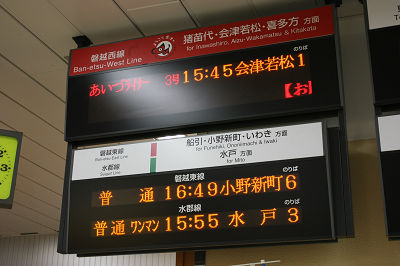 磐越西線
Ban-etsu-West Line
猪苗代・会津若松・喜多方 方面
for Inawashiro, Aizu-Wakamatsu & Kitakata
のりば
あいづライナー 3号 15:45 会津若松 1
【お】
磐越東線
Ban-etsu-East Line
水郡線
Suigun Line
船引・小野新町・いわき 方面
for Funehiki, Ononiimachi & Iwaki
水戸 方面
for Mito
磐越東線 のりば
普 通 16:49 小野新町 6
水郡線 のりば
普通 ワンマン 15:55 水 戸 3